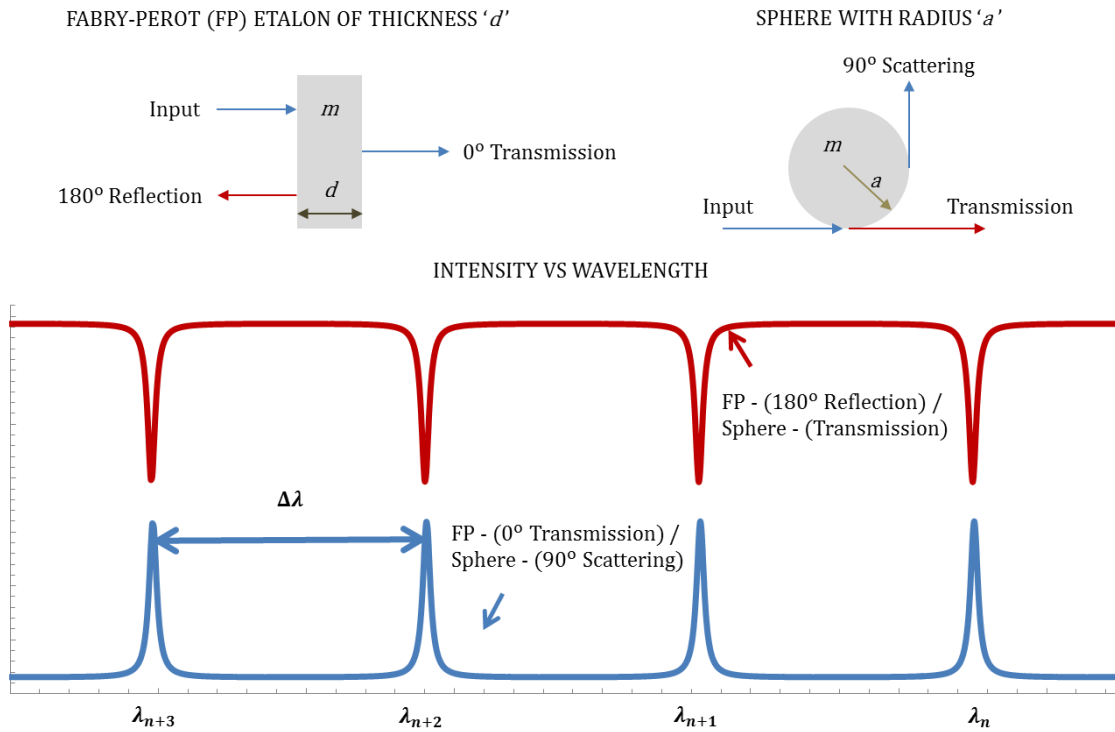 FABRY-PEROT (FP) ETALON OF THICKNESS ‘d’
SPHERE WITH RADIUS ‘a’
90° Scattering
Input
m
0° Transmission
180° Reflection
d
m
a
Input
Transmission
INTENSITY VS WAVELENGTH
FP - (180° Reflection) /
Sphere - (Transmission)
Δλ
FP - (0° Transmission) /
Sphere - (90° Scattering)
λₙ₊₃
λₙ₊₂
λₙ₊₁
λₙ